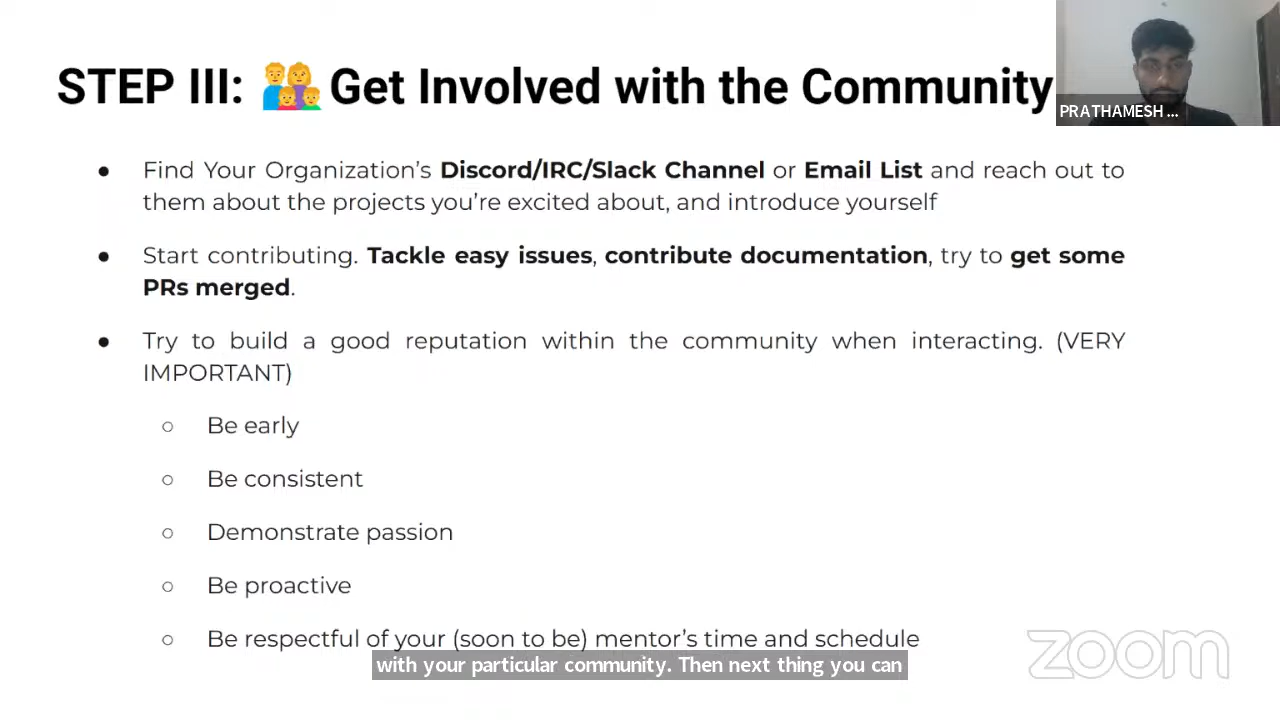 STEP III: 👨‍👩‍👧‍👦 Get Involved with the Community
PRATHAMESH ...
● Find Your Organization’s Discord/IRC/Slack Channel or Email List and reach out to
them about the projects you’re excited about, and introduce yourself
● Start contributing. Tackle easy issues, contribute documentation, try to get some
PRs merged.
● Try to build a good reputation within the community when interacting. (VERY
IMPORTANT)
○ Be early
○ Be consistent
○ Demonstrate passion
○ Be proactive
○ Be respectful of your (soon to be) mentor’s time and schedule
with your particular community. Then next thing you can
zoom